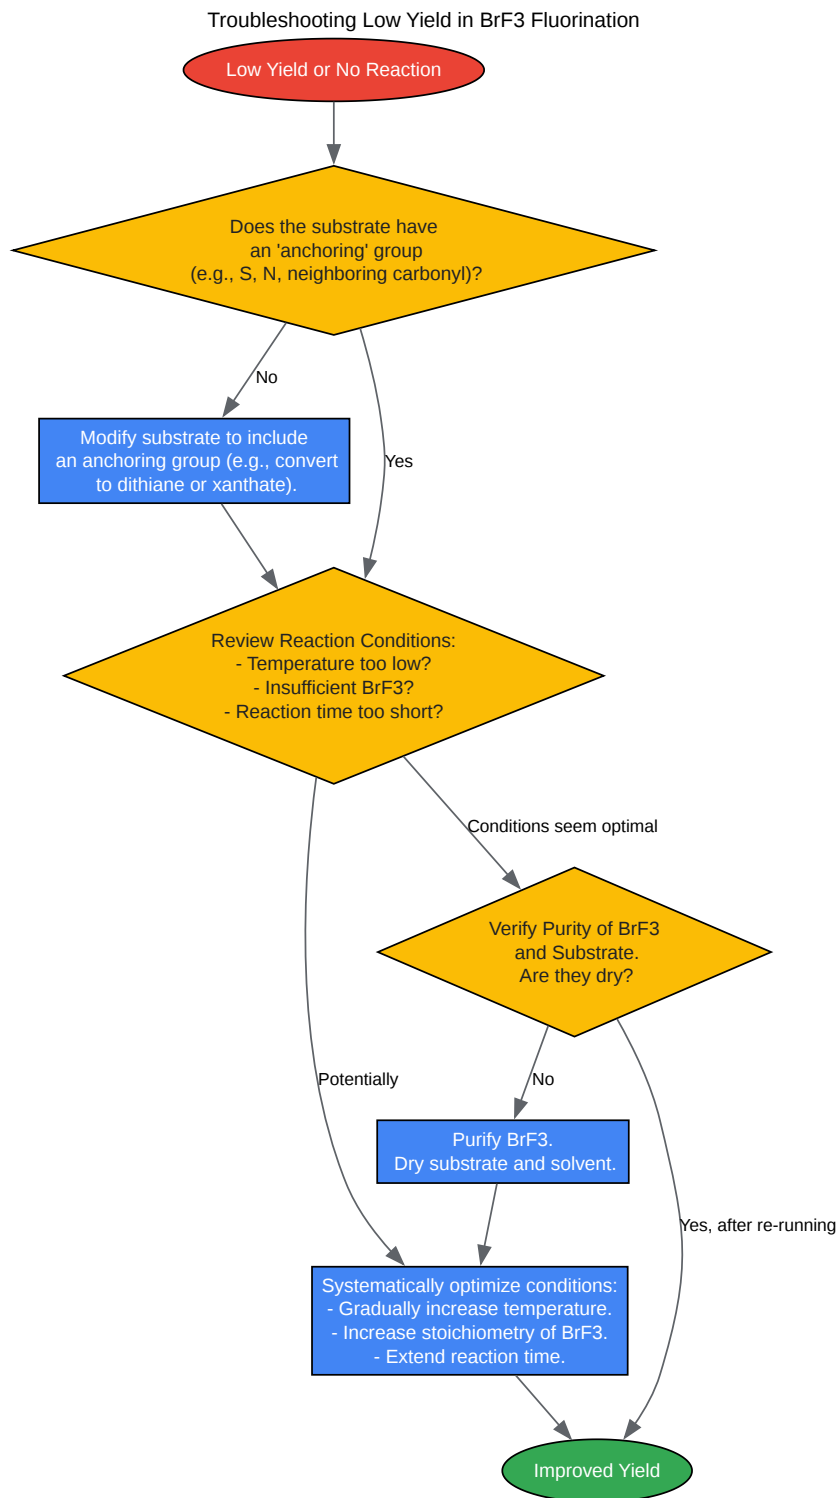 Troubleshooting Low Yield in BrF3 Fluorination
Low Yield or No Reaction
Does the substrate have
an 'anchoring' group
(e.g., S, N, neighboring carbonyl)?
No
Yes
Modify substrate to include
an anchoring group (e.g., convert
to dithiane or xanthate).
Review Reaction Conditions:
- Temperature too low?
- Insufficient BrF3?
- Reaction time too short?
Conditions seem optimal
Verify Purity of BrF3
and Substrate.
Are they dry?
Potentially
No
Purify BrF3.
Dry substrate and solvent.
Yes, after re-running
Systematically optimize conditions:
- Gradually increase temperature.
- Increase stoichiometry of BrF3.
- Extend reaction time.
Improved Yield